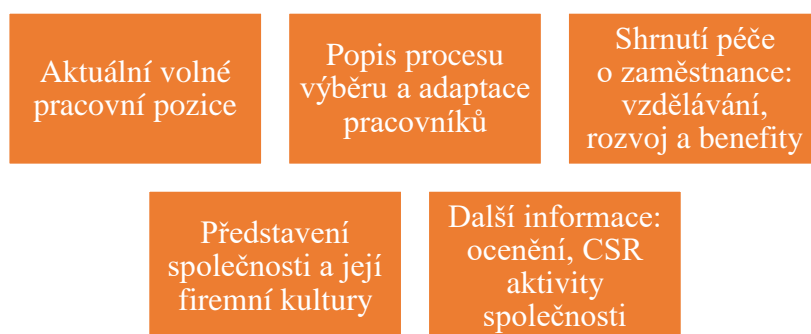 Aktuální volné
pracovní pozice
Popis procesu
výběru a adaptace
pracovníků
Shrnutí péče
o zaměstnance:
vzdělávání,
rozvoj a benefity
Představení
společnosti a její
firemní kultury
Další informace:
ocenění, CSR
aktivity
společnosti